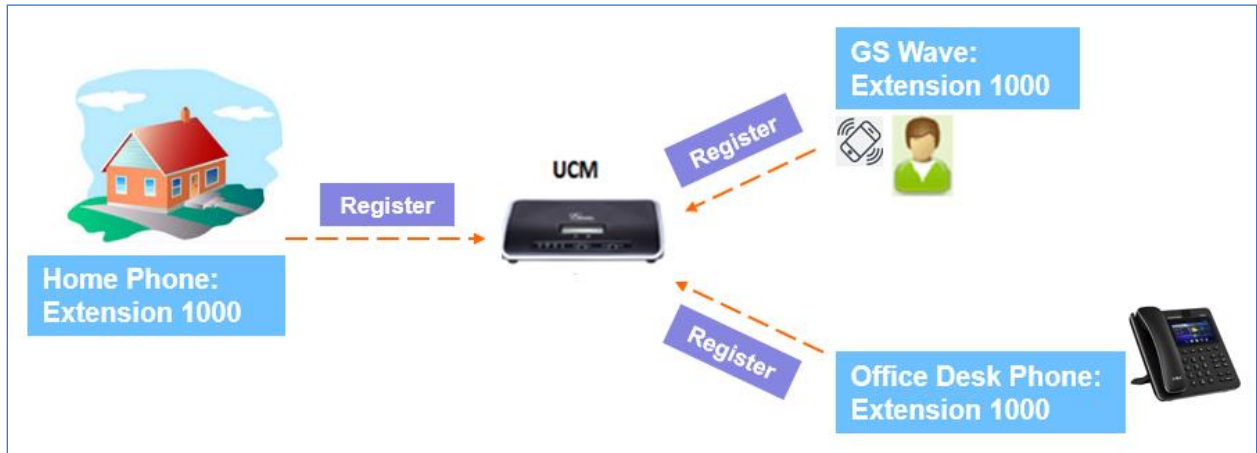 GS Wave:
Extension 1000
Register
UCM
Register
Home Phone:
Extension 1000
Register
Office Desk Phone:
Extension 1000